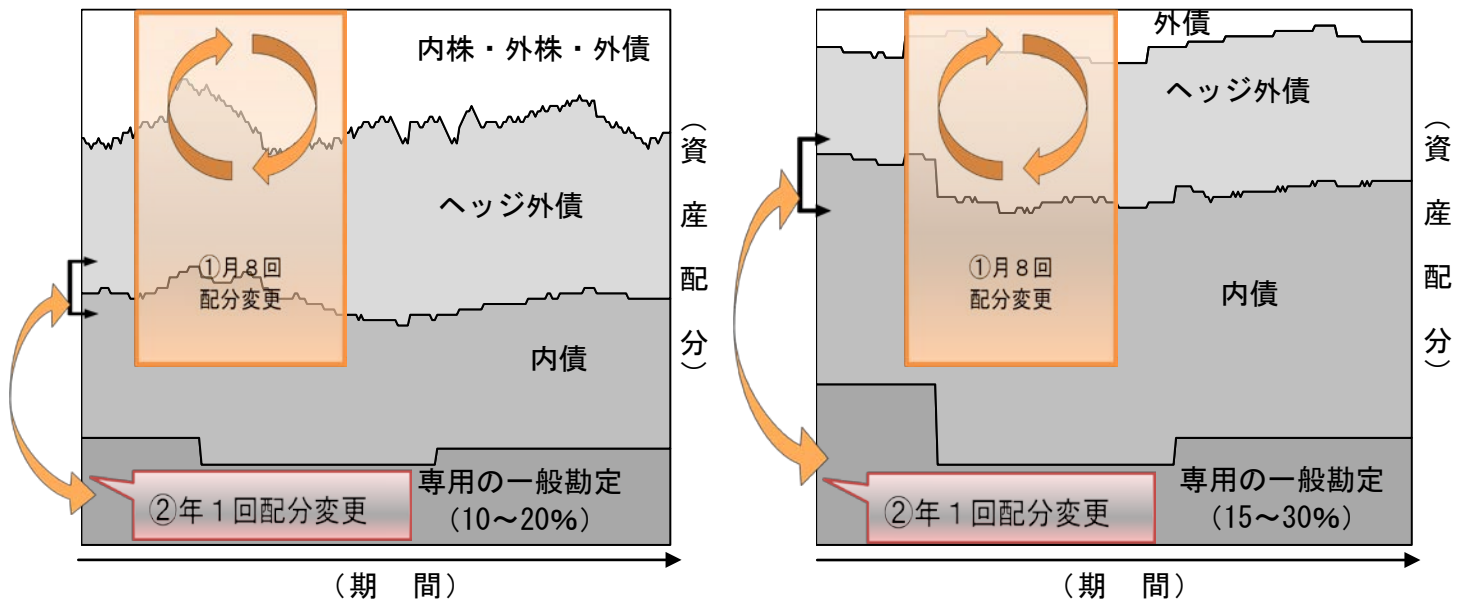 内株・外株・外債
ヘッジ外債
①月８回
配分変更
内債
②年１回配分変更
専用の一般勘定
（10～20%）
（資産配分）
（期　間）
外債
ヘッジ外債
①月８回
配分変更
内債
②年１回配分変更
専用の一般勘定
（15～30%）
（資産配分）
（期　間）